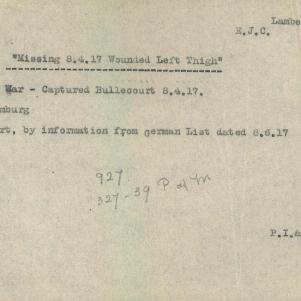 Lambe
E.J.C.
"Missing 8.4.17 Wounded Left Thigh"
War - Captured Bullecourt 8.4.17.
mburg
rt, by information from german List dated 8.6.17
927
327-39 P & M
P.I.&